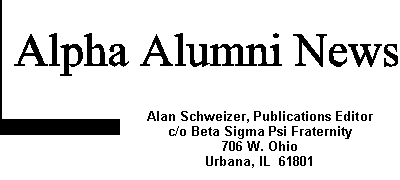 Alpha Alumni News
Alan Schweizer, Publications Editor
c/o Beta Sigma Psi Fraternity
706 W. Ohio
Urbana, IL  61801